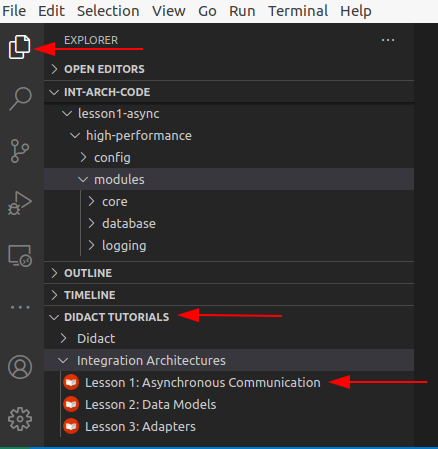 File Edit Selection View Go Run Terminal Help
EXPLORER ...
OPEN EDITORS
INT-ARCH-CODE
lesson1-async
high-performance
config
modules
core
database
logging
OUTLINE
TIMELINE
DIDACT TUTORIALS
Didact
Integration Architectures
Lesson 1: Asynchronous Communication
Lesson 2: Data Models
Lesson 3: Adapters